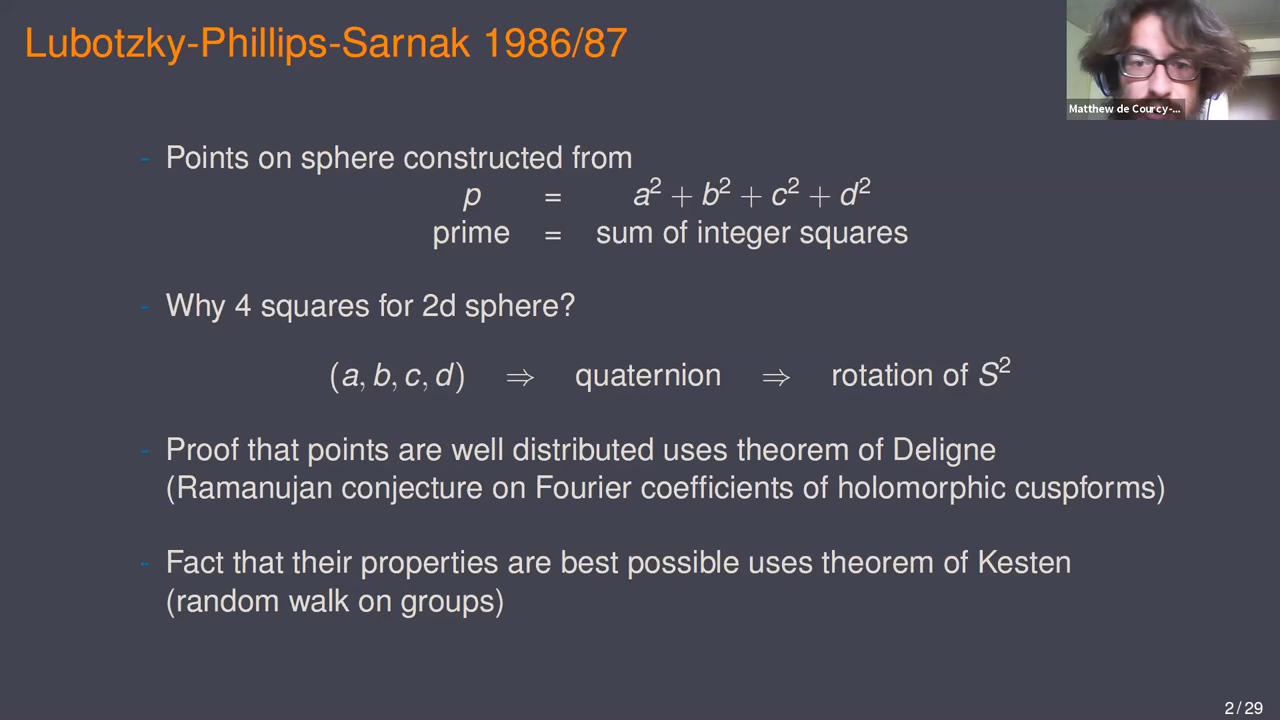 Lubotzky-Phillips-Sarnak 1986/87
Matthew de Courcy-...
- Points on sphere constructed from
p = a² + b² + c² + d²
prime = sum of integer squares
- Why 4 squares for 2d sphere?
(a, b, c, d) ⇒ quaternion ⇒ rotation of S²
- Proof that points are well distributed uses theorem of Deligne
(Ramanujan conjecture on Fourier coefficients of holomorphic cuspforms)
- Fact that their properties are best possible uses theorem of Kesten
(random walk on groups)
2 / 29